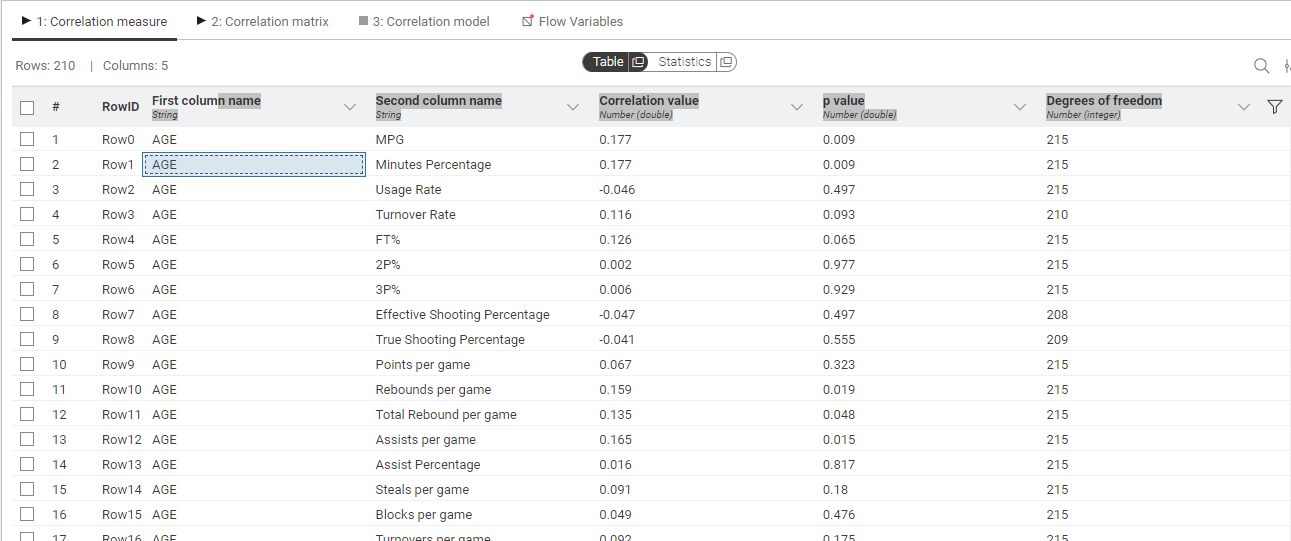 1: Correlation measure 2: Correlation matrix 3: Correlation model Flow Variables
Rows: 210 | Columns: 5 Table Statistics
# RowID First column name Second column name Correlation value p value Degrees of freedom
String String Number (double) Number (double) Number (integer)
1 Row0 AGE MPG 0.177 0.009 215
2 Row1 AGE Minutes Percentage 0.177 0.009 215
3 Row2 AGE Usage Rate -0.046 0.497 215
4 Row3 AGE Turnover Rate 0.116 0.093 210
5 Row4 AGE FT% 0.126 0.065 215
6 Row5 AGE 2P% 0.002 0.977 215
7 Row6 AGE 3P% 0.006 0.929 215
8 Row7 AGE Effective Shooting Percentage -0.047 0.497 208
9 Row8 AGE True Shooting Percentage -0.041 0.555 209
10 Row9 AGE Points per game 0.067 0.323 215
11 Row10 AGE Rebounds per game 0.159 0.019 215
12 Row11 AGE Total Rebound per game 0.135 0.048 215
13 Row12 AGE Assists per game 0.165 0.015 215
14 Row13 AGE Assist Percentage 0.016 0.817 215
15 Row14 AGE Steals per game 0.091 0.18 215
16 Row15 AGE Blocks per game 0.049 0.476 215
17 Row16 AGE Turnovers per game 0.092 0.175 215